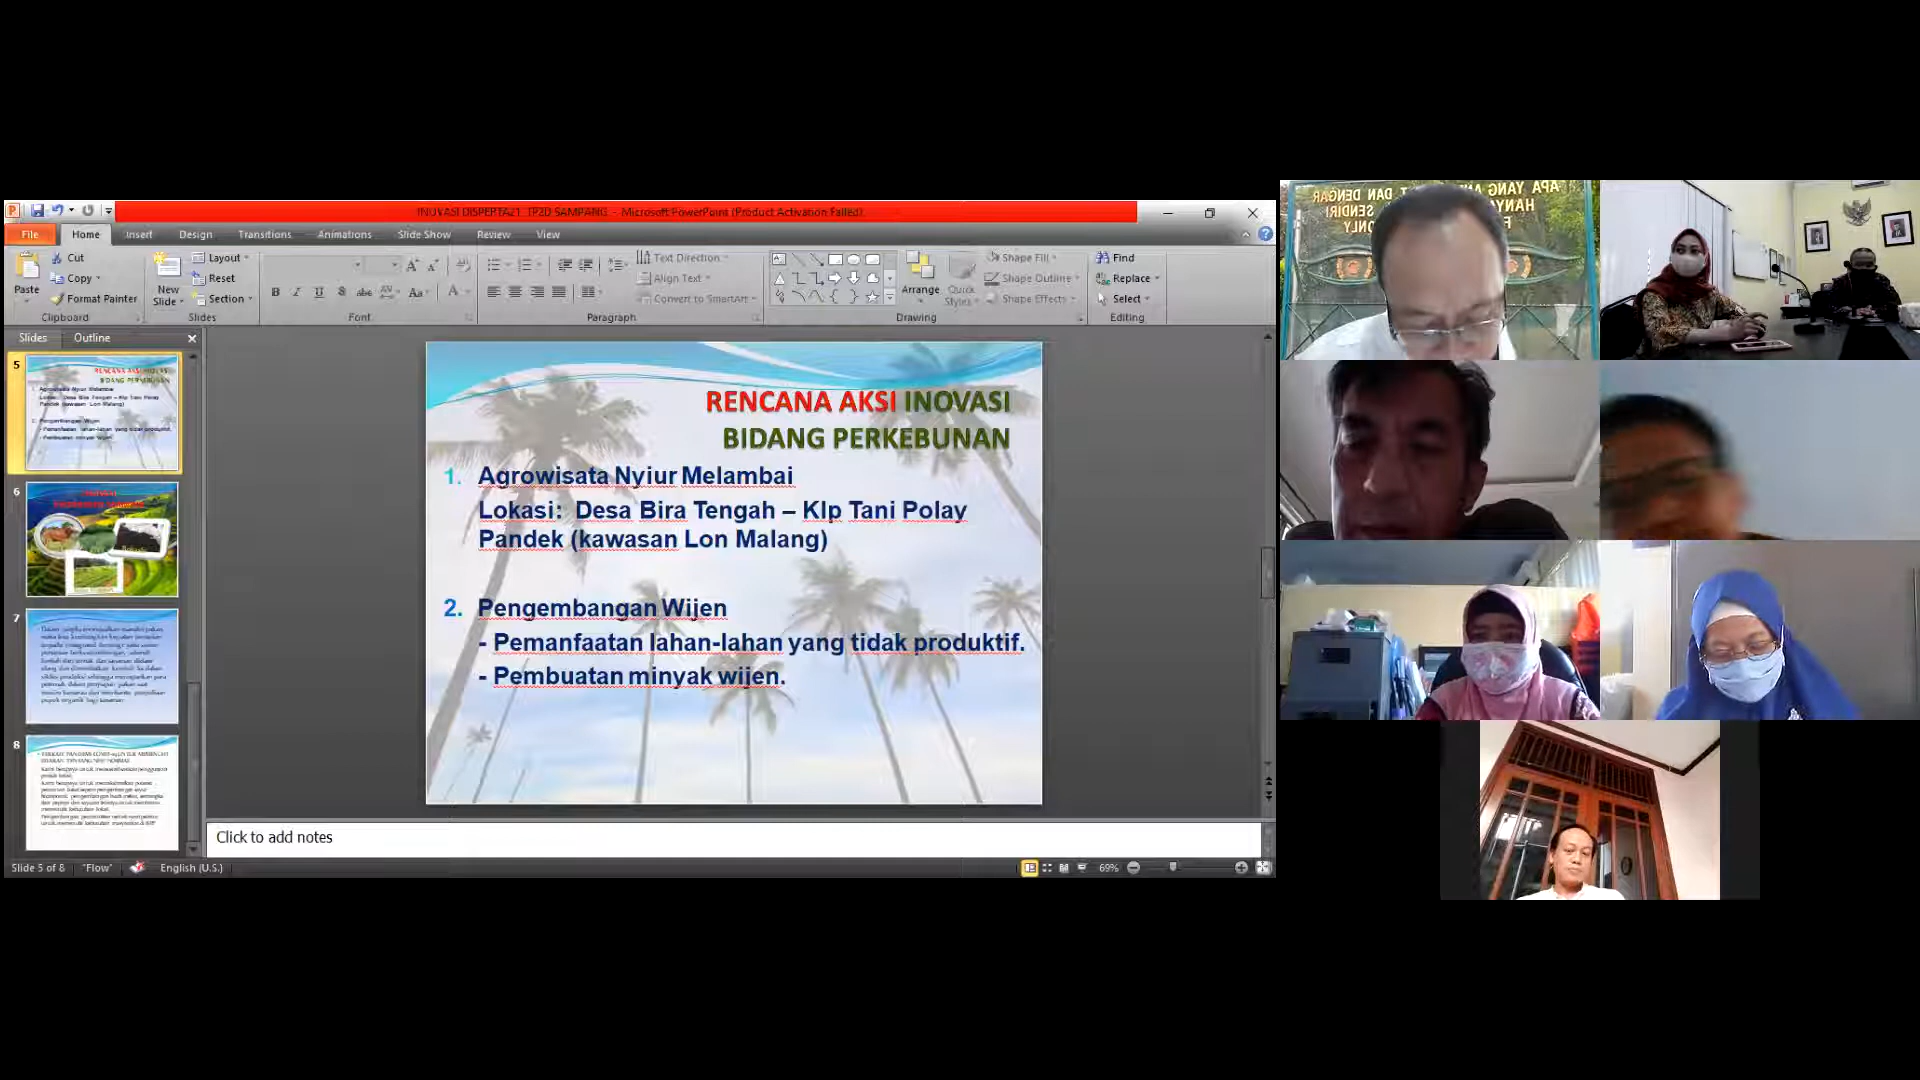 INOVASI DISPERTA21_TP2D SAMPANG - Microsoft PowerPoint (Product Activation Failed)
File Home Insert Design Transitions Animations Slide Show Review View
Paste
Cut
Copy
Format Painter
Clipboard
New
Slide
Layout
Reset
Section
Slides
Font
Text Direction
Align Text
Convert to SmartArt
Paragraph
Arrange
Quick
Styles
Shape Fill
Shape Outline
Shape Effects
Drawing
Find
Replace
Select
Editing
Slides Outline
5
6
7
8
RENCANA AKSI INOVASI
BIDANG PERKEBUNAN
1. Agrowisata Nyiur Melambai
Lokasi: Desa Bira Tengah – Klp Tani Polay
Pandek (kawasan Lon Malang)
2. Pengembangan Wijen
- Pemanfaatan lahan-lahan yang tidak produktif.
- Pembuatan minyak wijen.
Click to add notes
Slide 5 of 8 "Flow" English (U.S.) 69%